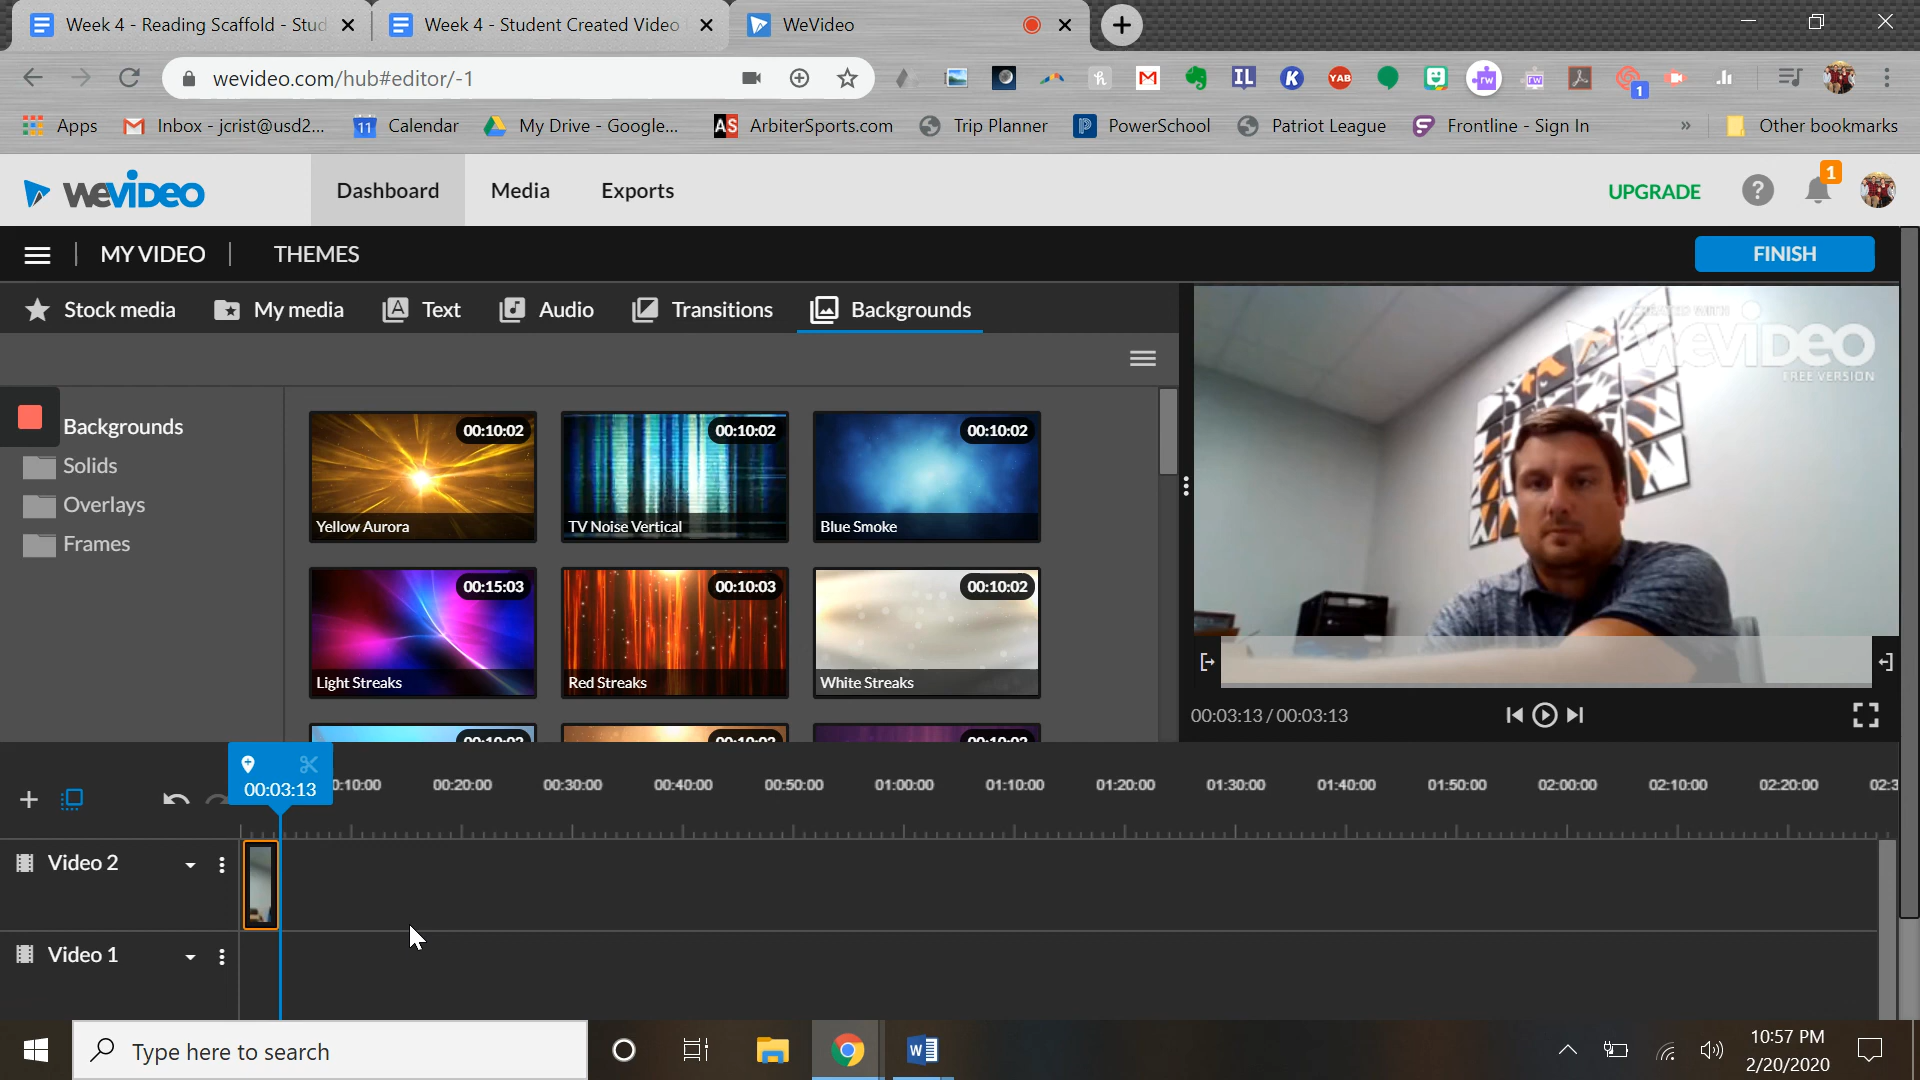 Week 4 - Reading Scaffold - Stud
Week 4 - Student Created Video
WeVideo
wevideo.com/hub#editor/-1
Apps
Inbox - jcrist@usd2...
Calendar
My Drive - Google...
ArbiterSports.com
Trip Planner
PowerSchool
Patriot League
Frontline - Sign In
»
Other bookmarks
WEVIDEO
Dashboard
Media
Exports
UPGRADE
1
MY VIDEO
THEMES
FINISH
Stock media
My media
Text
Audio
Transitions
Backgrounds
CREATED WITH
WEVIDEO
FREE VERSION
Backgrounds
Solids
Overlays
Frames
00:10:02
Yellow Aurora
00:10:02
TV Noise Vertical
00:10:02
Blue Smoke
00:15:03
Light Streaks
00:10:03
Red Streaks
00:10:02
White Streaks
00:03:13 / 00:03:13
00:03:13
0:10:00
00:20:00
00:30:00
00:40:00
00:50:00
01:00:00
01:10:00
01:20:00
01:30:00
01:40:00
01:50:00
02:00:00
02:10:00
02:20:00
02:3
Video 2
Video 1
Type here to search
10:57 PM
2/20/2020